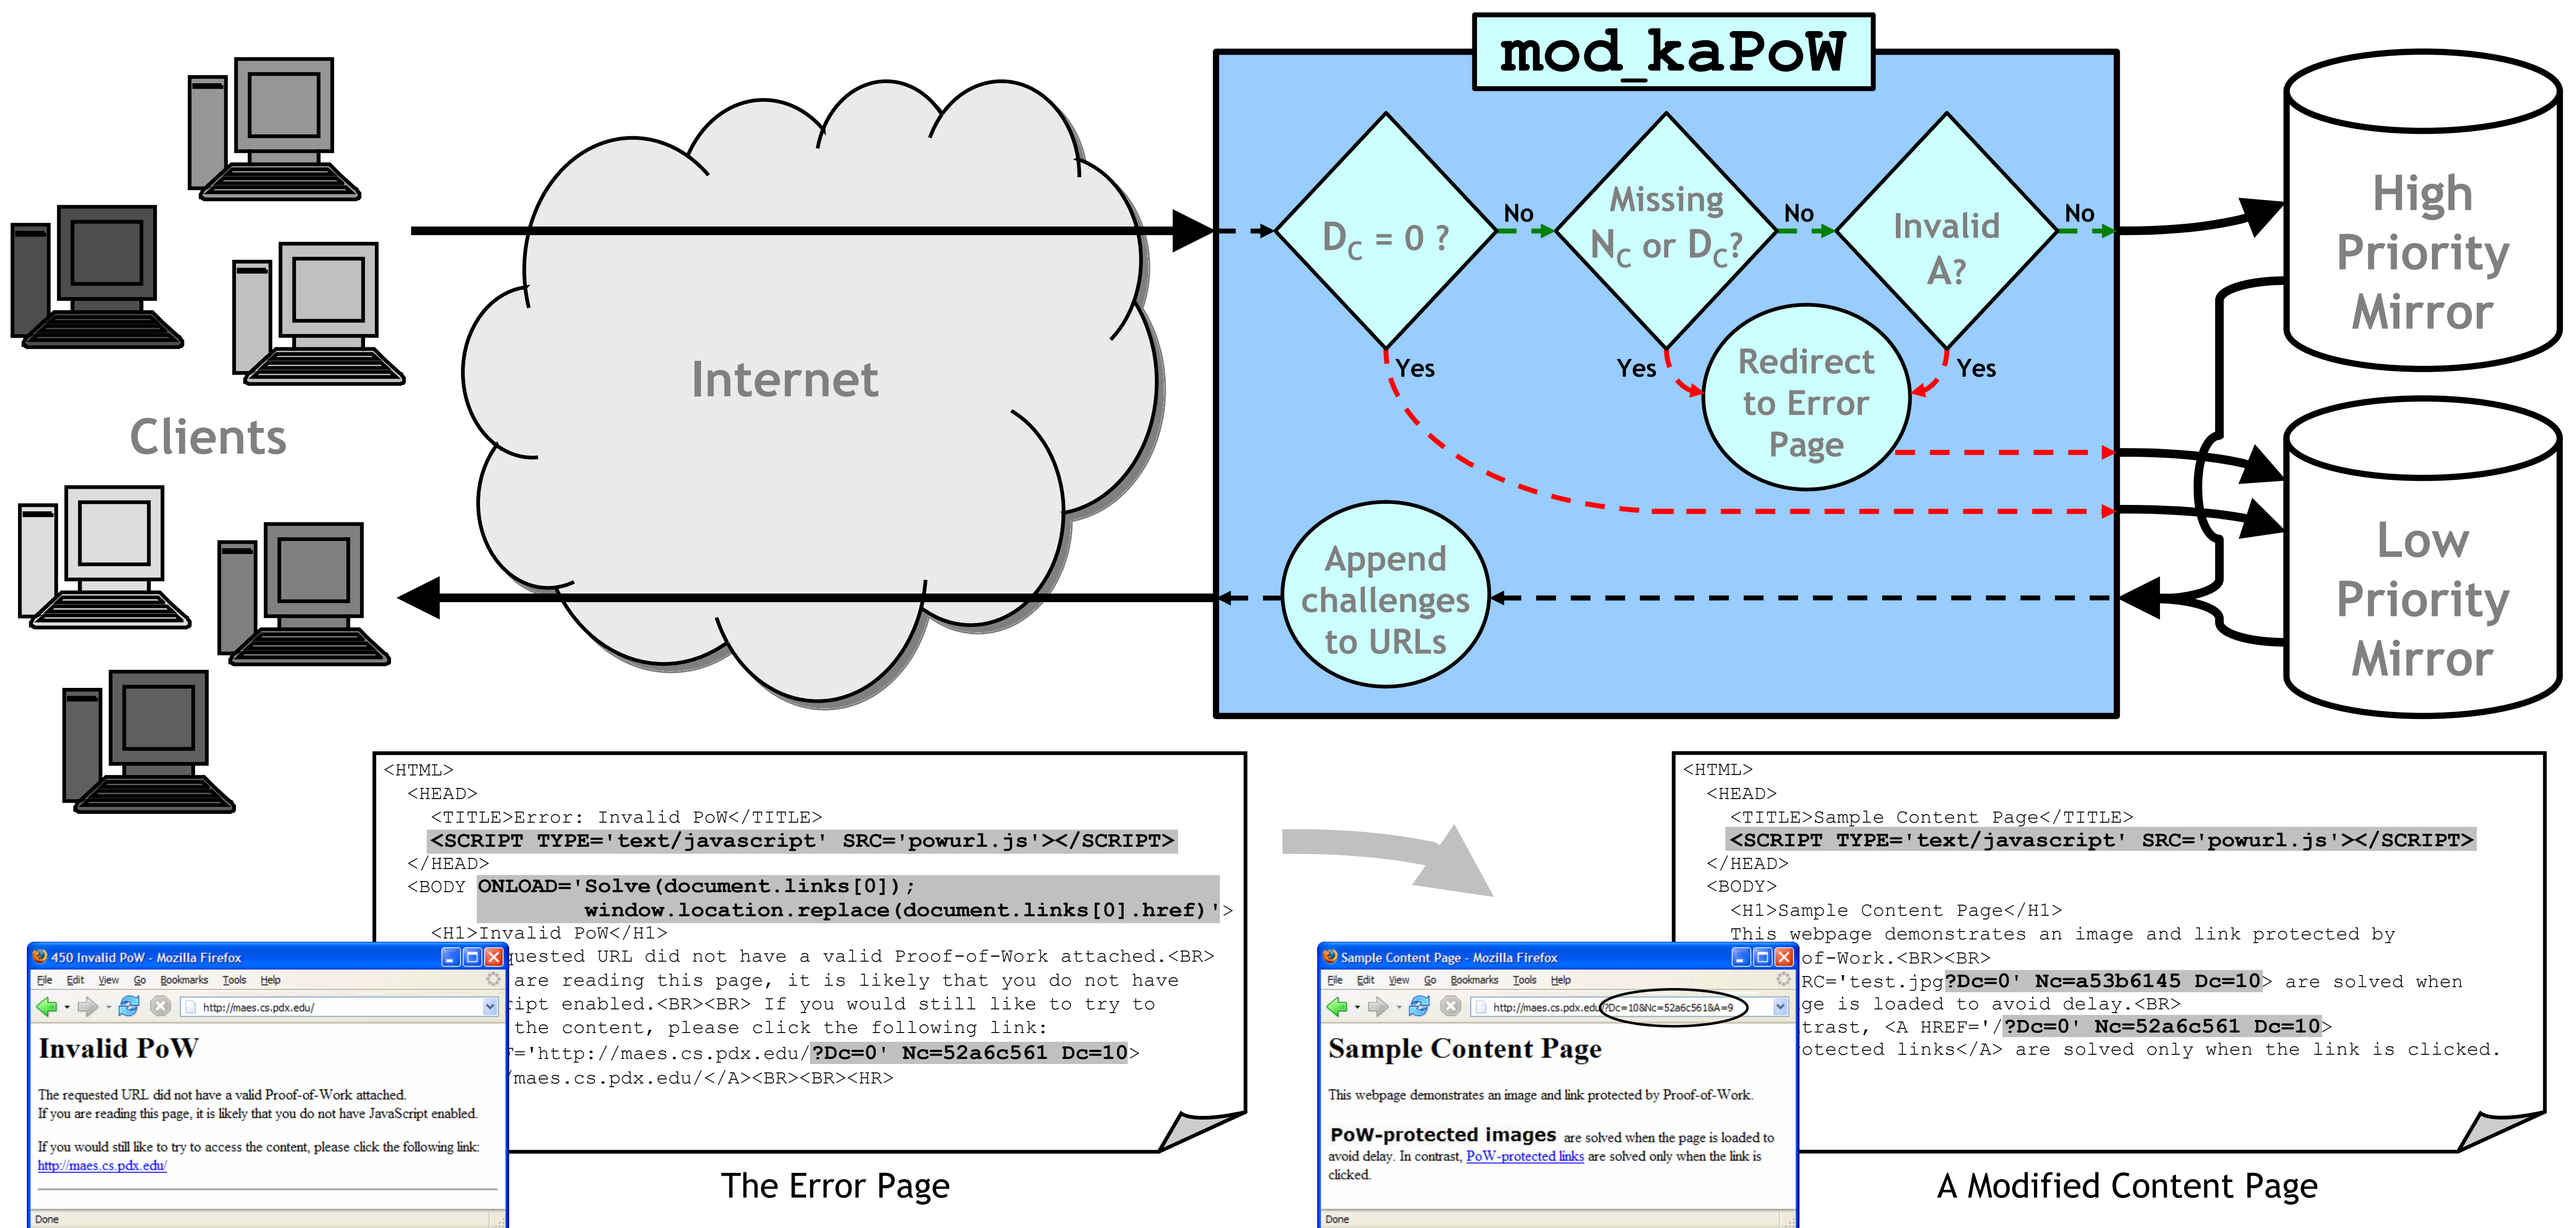 mod_kaPoW
Clients
Internet
D_C = 0 ?
No
Yes
Missing
N_C or D_C?
No
Yes
Invalid
A?
No
Yes
Redirect
to Error
Page
Append
challenges
to URLs
High
Priority
Mirror
Low
Priority
Mirror
<HTML>
<HEAD>
<TITLE>Error: Invalid PoW</TITLE>
<SCRIPT TYPE='text/javascript' SRC='powurl.js'></SCRIPT>
</HEAD>
<BODY ONLOAD='Solve(document.links[0]);
window.location.replace(document.links[0].href)'>
<H1>Invalid PoW</H1>
quested URL did not have a valid Proof-of-Work attached.<BR>
are reading this page, it is likely that you do not have
ipt enabled.<BR><BR> If you would still like to try to
the content, please click the following link:
='http://maes.cs.pdx.edu/?Dc=0' Nc=52a6c561 Dc=10>
/maes.cs.pdx.edu/</A><BR><BR><HR>
450 Invalid PoW - Mozilla Firefox
File Edit View Go Bookmarks Tools Help
http://maes.cs.pdx.edu/
Invalid PoW
The requested URL did not have a valid Proof-of-Work attached.
If you are reading this page, it is likely that you do not have JavaScript enabled.
If you would still like to try to access the content, please click the following link:
http://maes.cs.pdx.edu/
Done
The Error Page
<HTML>
<HEAD>
<TITLE>Sample Content Page</TITLE>
<SCRIPT TYPE='text/javascript' SRC='powurl.js'></SCRIPT>
</HEAD>
<BODY>
<H1>Sample Content Page</H1>
This webpage demonstrates an image and link protected by
of-Work.<BR><BR>
RC='test.jpg?Dc=0' Nc=a53b6145 Dc=10> are solved when
ge is loaded to avoid delay.<BR>
trast, <A HREF='/?Dc=0' Nc=52a6c561 Dc=10>
otected links</A> are solved only when the link is clicked.
Sample Content Page - Mozilla Firefox
File Edit View Go Bookmarks Tools Help
http://maes.cs.pdx.edu/?Dc=10&Nc=52a6c561&A=9
Sample Content Page
This webpage demonstrates an image and link protected by Proof-of-Work.
PoW-protected images are solved when the page is loaded to
avoid delay. In contrast, PoW-protected links are solved only when the link is
clicked.
Done
A Modified Content Page